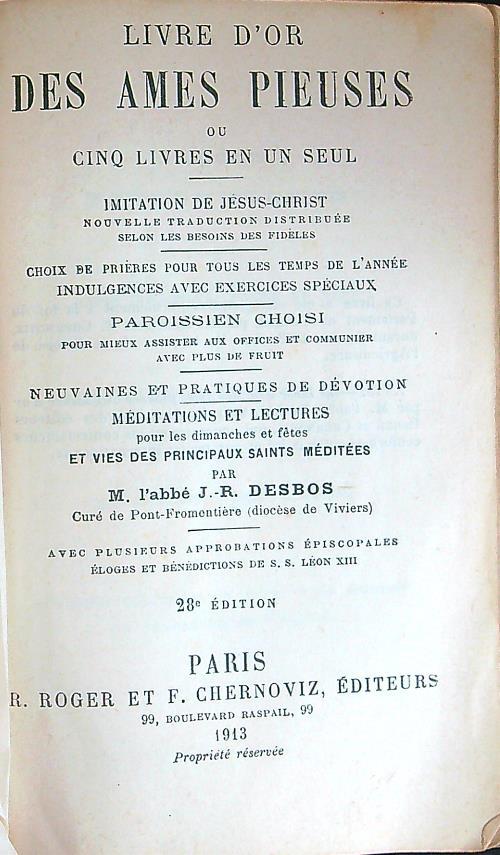 LIVRE D'OR
DES AMES PIEUSES
OU
CINQ LIVRES EN UN SEUL
IMITATION DE JÉSUS-CHRIST
NOUVELLE TRADUCTION DISTRIBUÉE
SELON LES BESOINS DES FIDÈLES
CHOIX DE PRIÈRES POUR TOUS LES TEMPS DE L'ANNÉE
INDULGENCES AVEC EXERCICES SPÉCIAUX
PAROISSIEN CHOISI
POUR MIEUX ASSISTER AUX OFFICES ET COMMUNIER
AVEC PLUS DE FRUIT
NEUVAINES ET PRATIQUES DE DÉVOTION
MÉDITATIONS ET LECTURES
pour les dimanches et fêtes
ET VIES DES PRINCIPAUX SAINTS MÉDITÉES
PAR
M. l'abbé J.-R. DESBOS
Curé de Pont-Fromentière (diocèse de Viviers)
AVEC PLUSIEURS APPROBATIONS ÉPISCOPALES
ÉLOGES ET BÉNÉDICTIONS DE S. S. LÉON XIII
28e ÉDITION
PARIS
R. ROGER ET F. CHERNOVIZ, ÉDITEURS
99, BOULEVARD RASPAIL, 99
1913
Propriété réservée